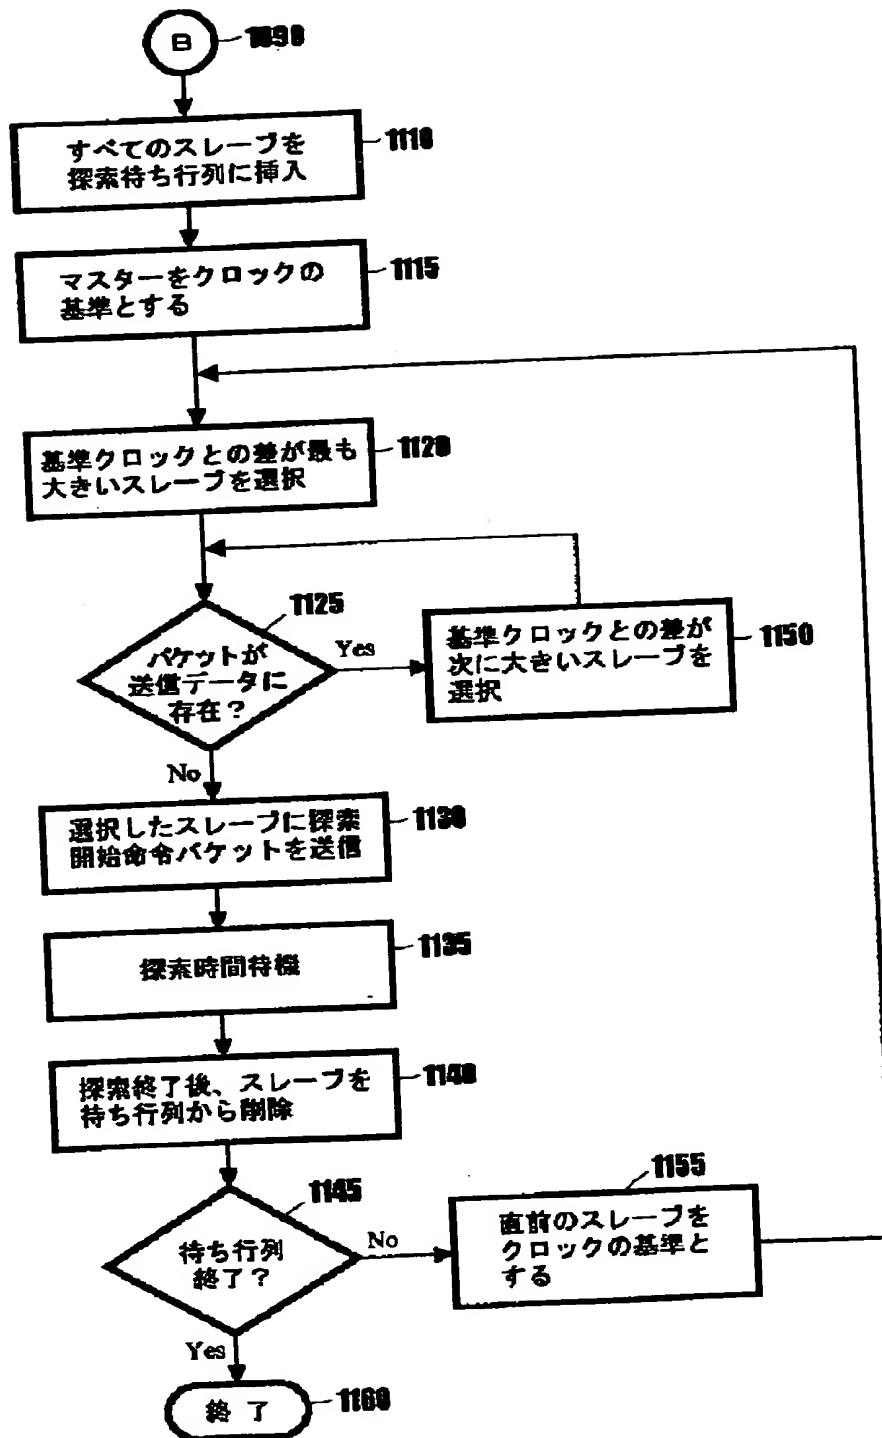 B
1090
すべてのスレーブを
探索待ち行列に挿入
1110
マスターをクロックの
基準とする
1115
基準クロックとの差が最も
大きいスレーブを選択
1120
1125
パケットが
送信データに
存在?
Yes
基準クロックとの差が
次に大きいスレーブを
選択
1150
No
選択したスレーブに探索
開始命令パケットを送信
1130
探索時間待機
1135
探索終了後、スレーブを
待ち行列から削除
1140
1145
待ち行列
終了?
No
1155
直前のスレーブを
クロックの基準と
する
Yes
終了
1160